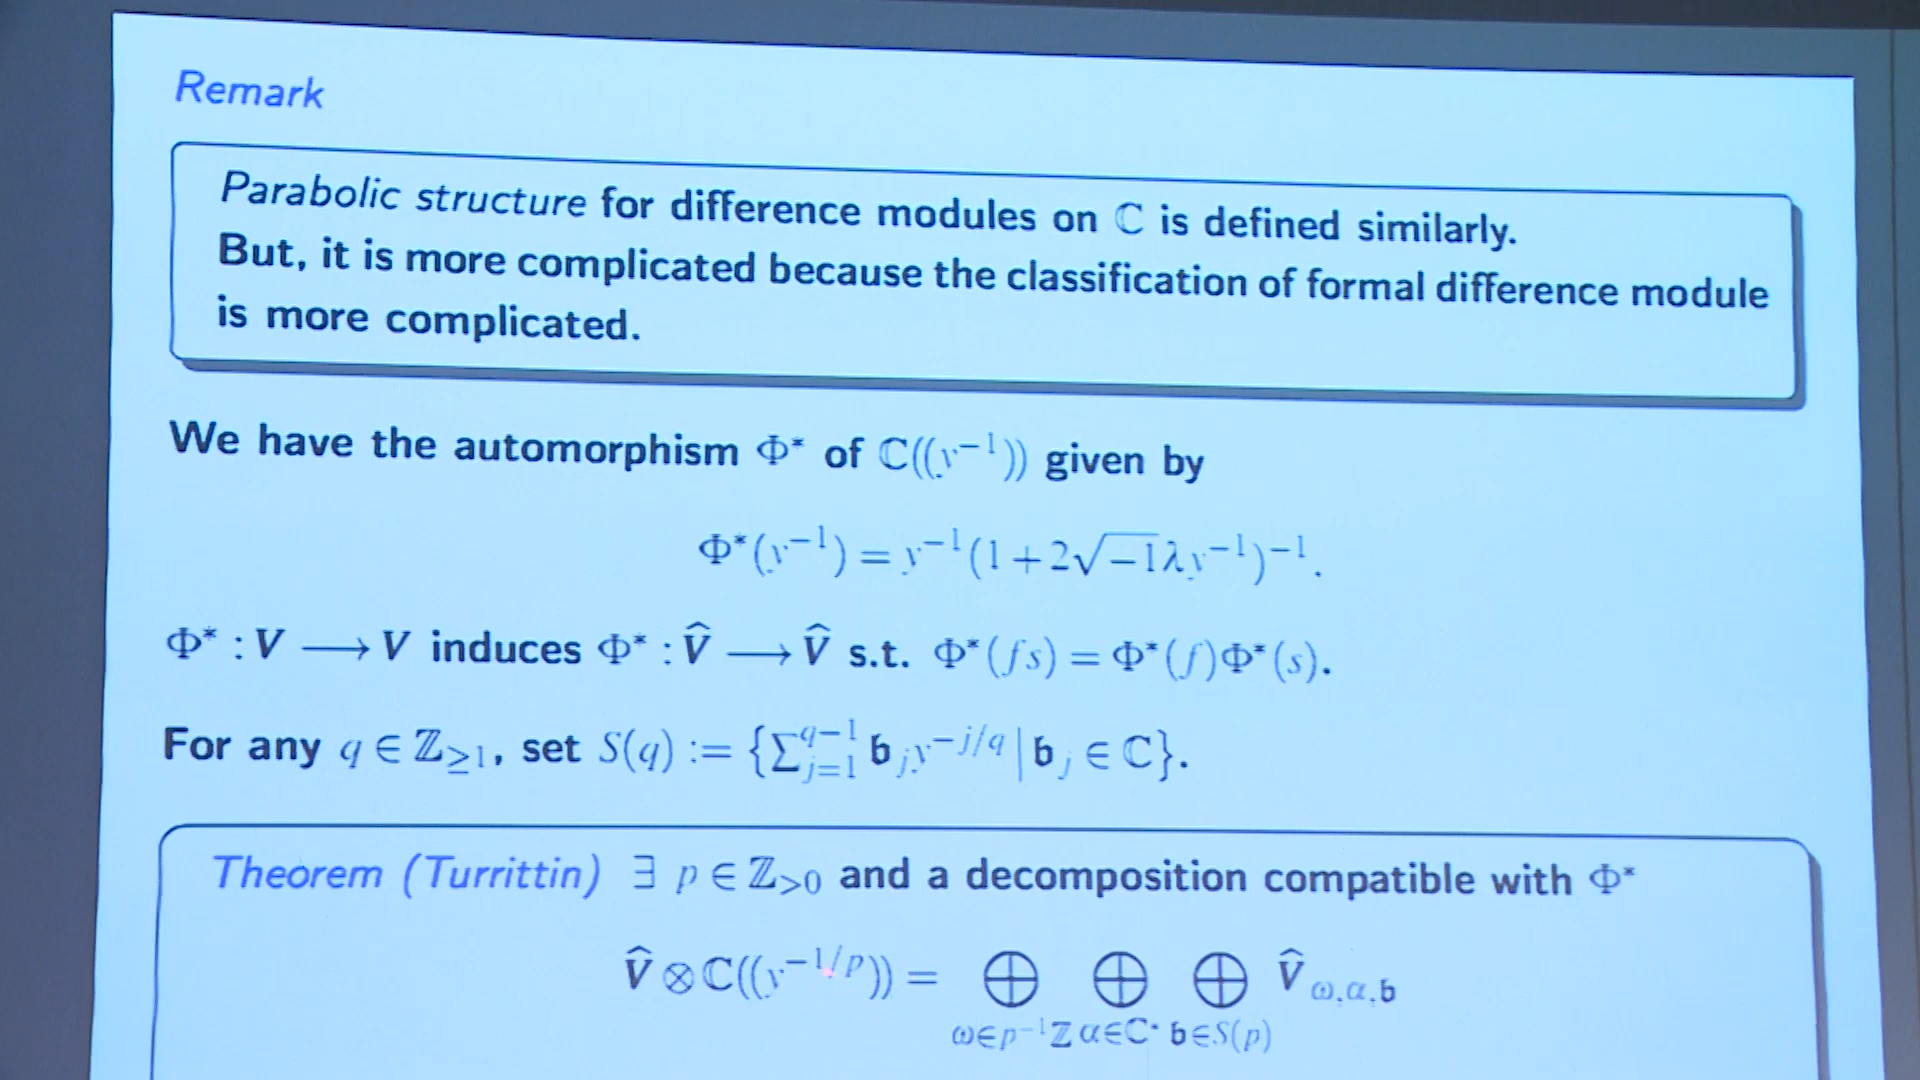 Remark
Parabolic structure for difference modules on ℂ is defined similarly.
But, it is more complicated because the classification of formal difference module
is more complicated.
We have the automorphism Φ* of ℂ((y⁻¹)) given by
Φ*(y⁻¹) = y⁻¹(1+2√−1λy⁻¹)⁻¹.
Φ* : V ⟶ V induces Φ* : V̂ ⟶ V̂ s.t. Φ*(fs) = Φ*(f)Φ*(s).
For any q ∈ ℤ≥1, set S(q) := {∑_{j=1}^{q−1} 𝔟_j y^{−j/q} | 𝔟_j ∈ ℂ}.
Theorem (Turrittin) ∃ p ∈ ℤ>0 and a decomposition compatible with Φ*
V̂ ⊗ ℂ((y^{−1/p})) = ⊕_{ω∈p⁻¹ℤ} ⊕_{α∈ℂ*} ⊕_{𝔟∈S(p)} V̂_{ω,α,𝔟}